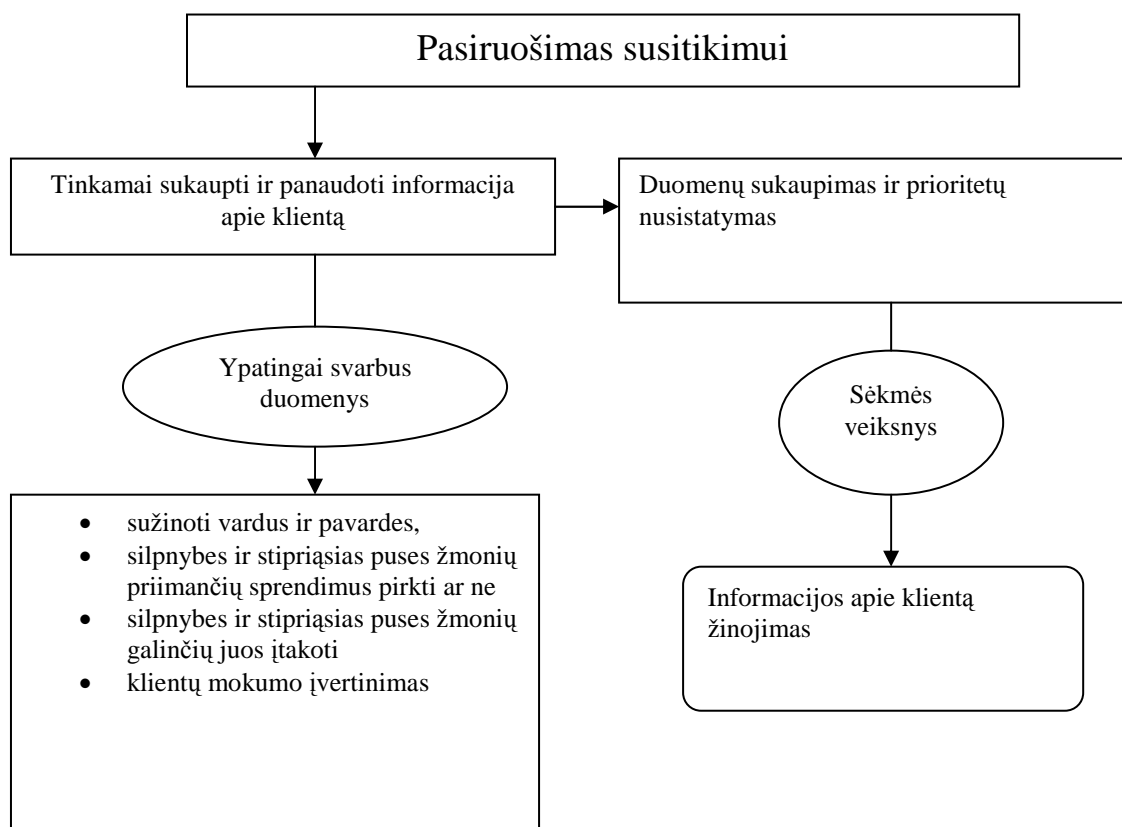 Pasiruošimas susitikimui
Tinkamai sukaupti ir panaudoti informacija
apie klientą
Duomenų sukaupimas ir prioritetų
nusistatymas
Ypatingai svarbus
duomenys
Sėkmės
veiksnys
• sužinoti vardus ir pavardes,
• silpnybes ir stipriąsias puses žmonių
priimančių sprendimus pirkti ar ne
• silpnybes ir stipriąsias puses žmonių
galinčių juos įtakoti
• klientų mokumo įvertinimas
Informacijos apie klientą
žinojimas